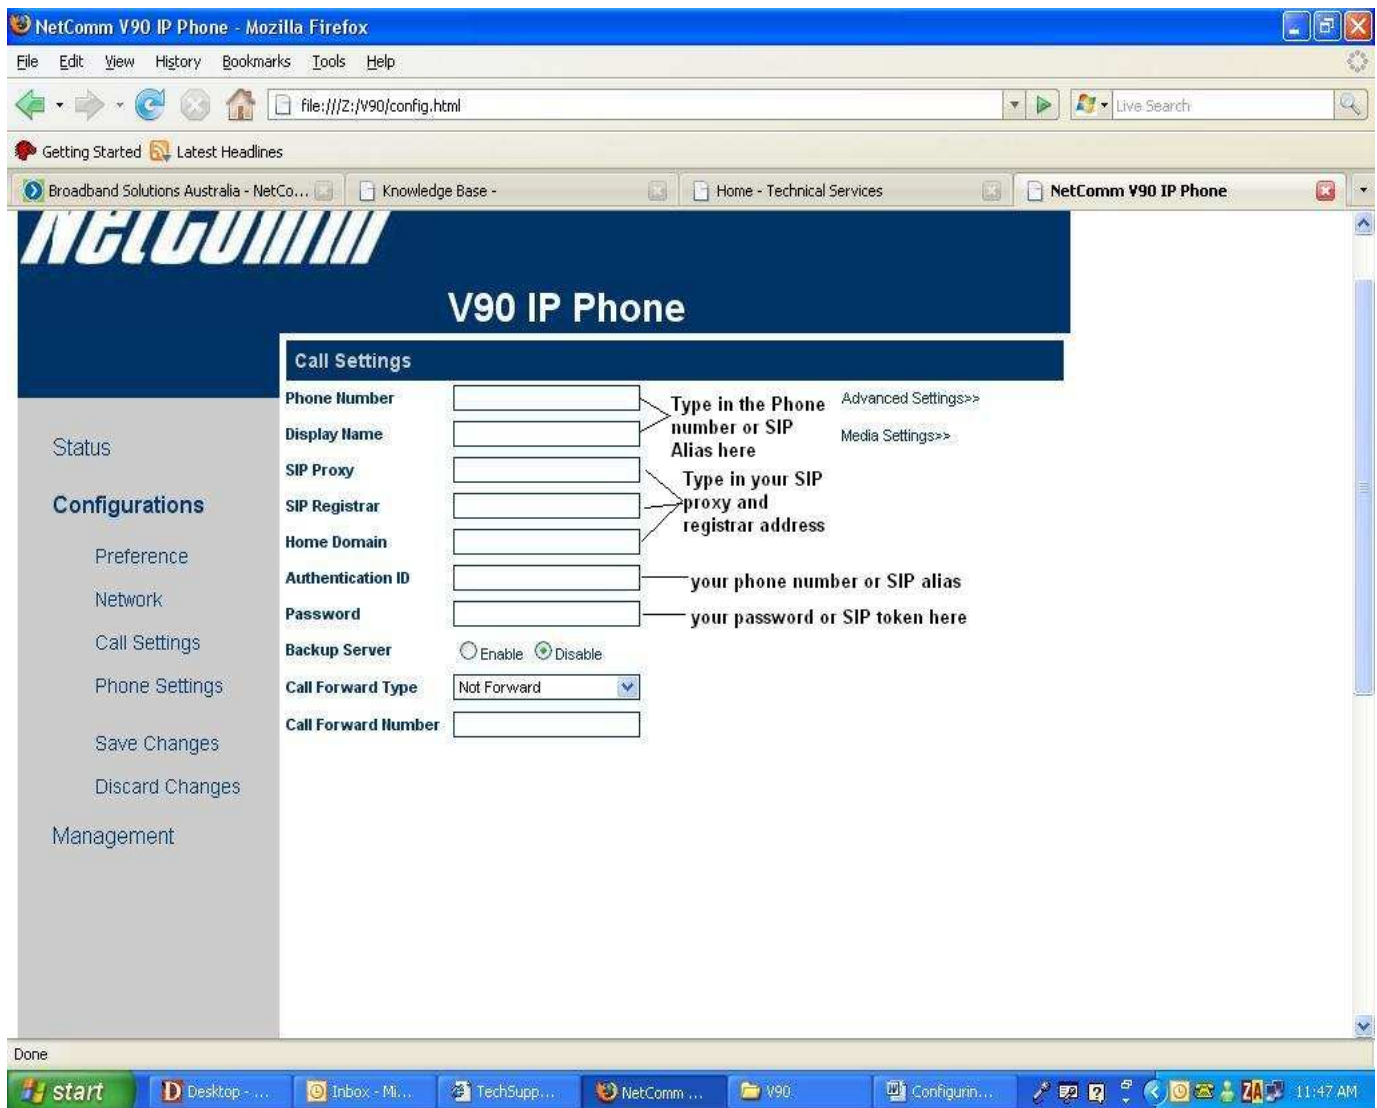 NetComm V90 IP Phone - Mozilla Firefox
File Edit View History Bookmarks Tools Help
file:///Z:/V90/config.html
Live Search
Getting Started Latest Headlines
Broadband Solutions Australia - NetCo... Knowledge Base - Home - Technical Services NetComm V90 IP Phone
NetComm
V90 IP Phone
Call Settings
Phone Number
Display Name
SIP Proxy
SIP Registrar
Home Domain
Authentication ID
Password
Backup Server Enable Disable
Call Forward Type Not Forward
Call Forward Number
Type in the Phone
number or SIP
Alias here
Type in your SIP
proxy and
registrar address
your phone number or SIP alias
your password or SIP token here
Advanced Settings>>
Media Settings>>
Status
Configurations
Preference
Network
Call Settings
Phone Settings
Save Changes
Discard Changes
Management
Done
start Desktop - ... Inbox - Mi... TechSupp... NetComm ... V90 Configurin... ZA 11:47 AM